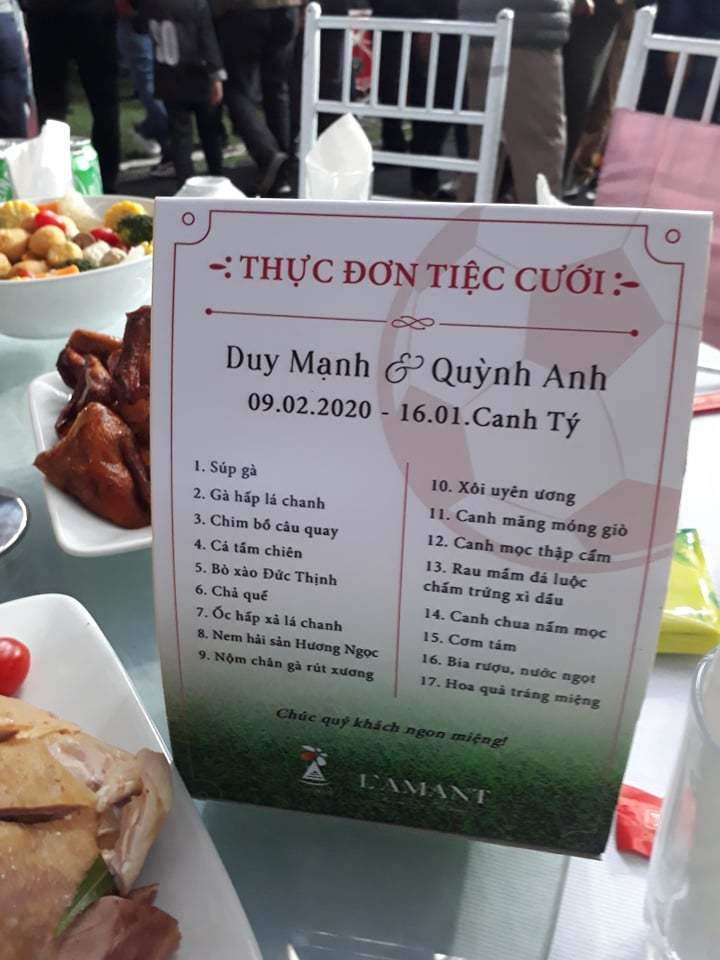 THỰC ĐƠN TIỆC CƯỚI
Duy Mạnh & Quỳnh Anh
09.02.2020 - 16.01.Canh Tý
1. Súp gà
2. Gà hấp lá chanh
3. Chim bồ câu quay
4. Cá tầm chiên
5. Bò xào Đức Thịnh
6. Chả quế
7. Ốc hấp xả lá chanh
8. Nem hải sản Hương Ngọc
9. Nộm chân gà rút xương
10. Xôi uyên ương
11. Canh măng móng giò
12. Canh mọc thập cẩm
13. Rau mầm đá luộc
chấm trứng xì dầu
14. Canh chua nấm mọc
15. Cơm tám
16. Bia rượu, nước ngọt
17. Hoa quả tráng miệng
Chúc quý khách ngon miệng!
L'AMANT